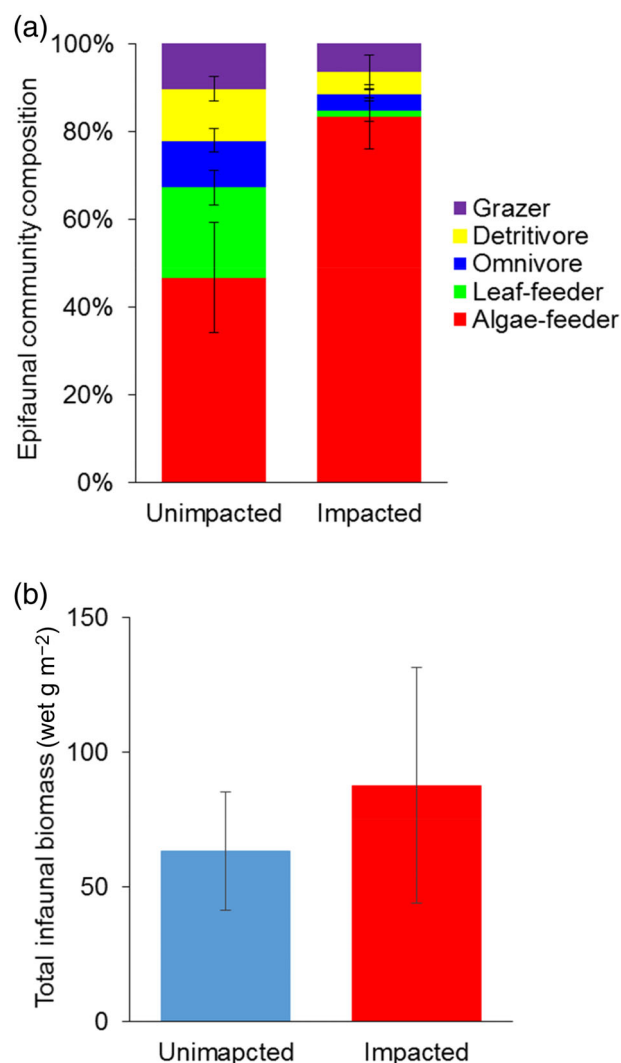 (a)
100%
80%
60%
40%
20%
0%
Epifaunal community composition
Unimpacted Impacted
Grazer
Detritivore
Omnivore
Leaf-feeder
Algae-feeder
(b)
150
100
50
0
Total infaunal biomass (wet g m⁻²)
Unimapcted Impacted